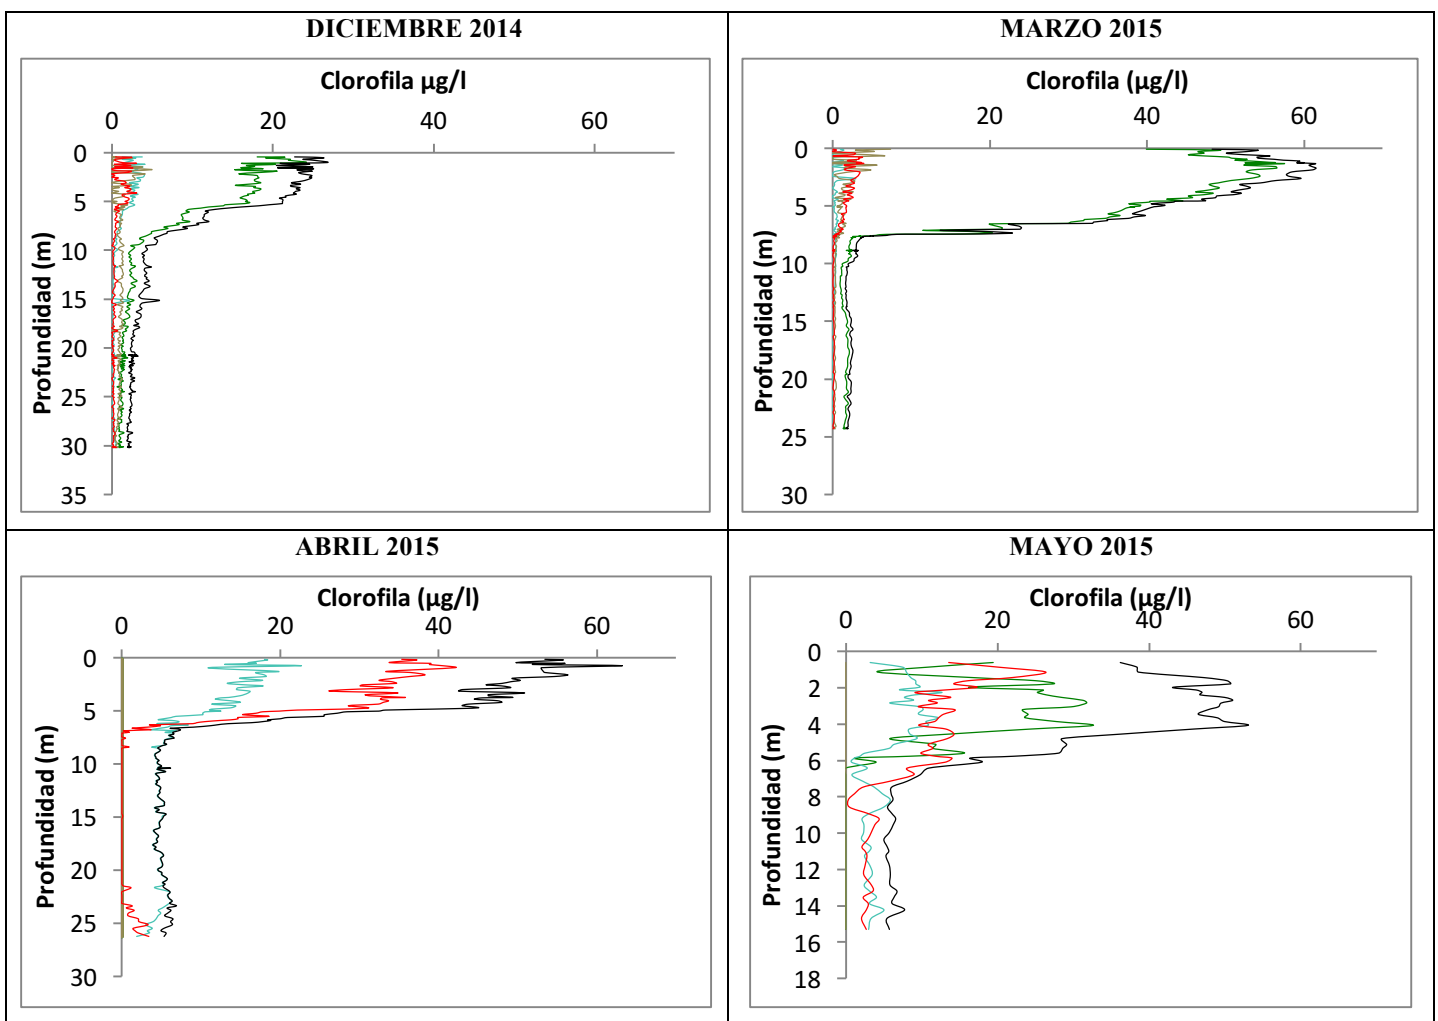 DICIEMBRE 2014
Clorofila µg/l
0 20 40 60
0
5
10
15
20
25
30
35
Profundidad (m)
MARZO 2015
Clorofila (µg/l)
0 20 40 60
0
5
10
15
20
25
30
Profundidad (m)
ABRIL 2015
Clorofila (µg/l)
0 20 40 60
0
5
10
15
20
25
30
Profundidad (m)
MAYO 2015
Clorofila (µg/l)
0 20 40 60
0
2
4
6
8
10
12
14
16
18
Profundidad (m)